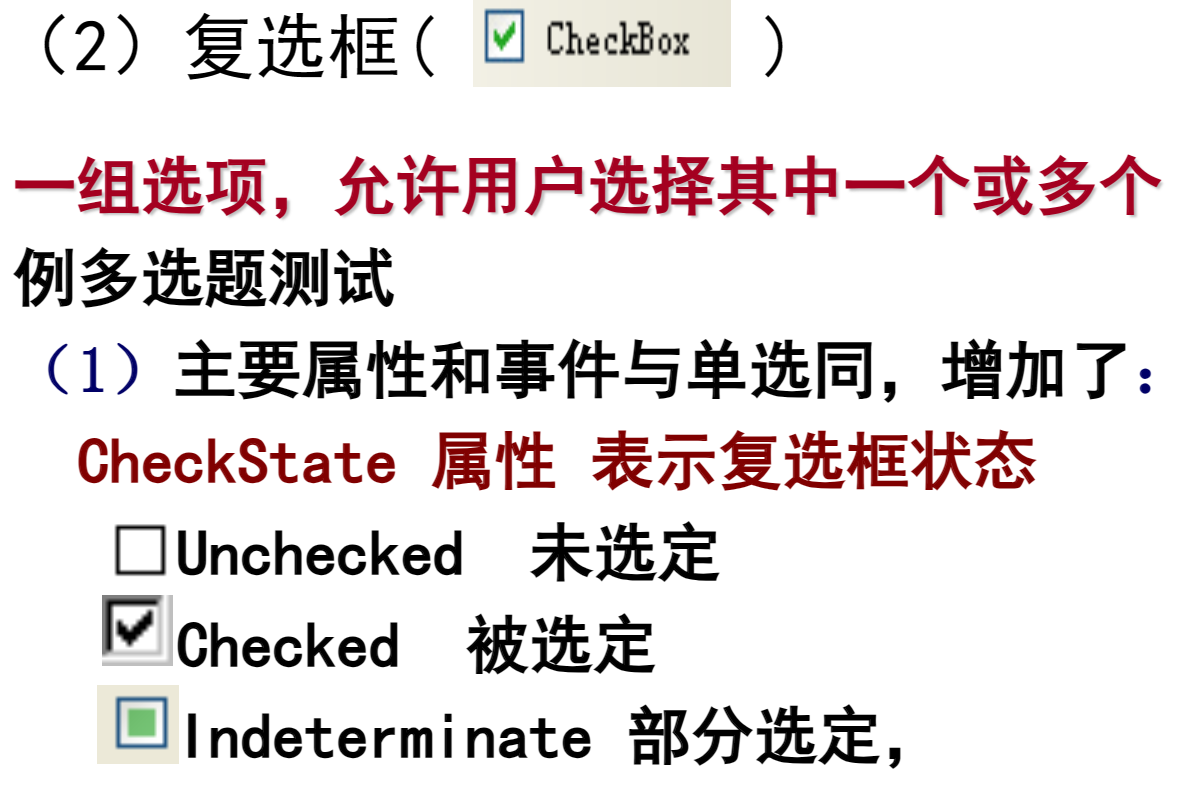 （2）复选框( CheckBox )
一组选项，允许用户选择其中一个或多个
例多选题测试
（1）主要属性和事件与单选同，增加了：
CheckState 属性 表示复选框状态
Unchecked 未选定
Checked 被选定
Indeterminate 部分选定，